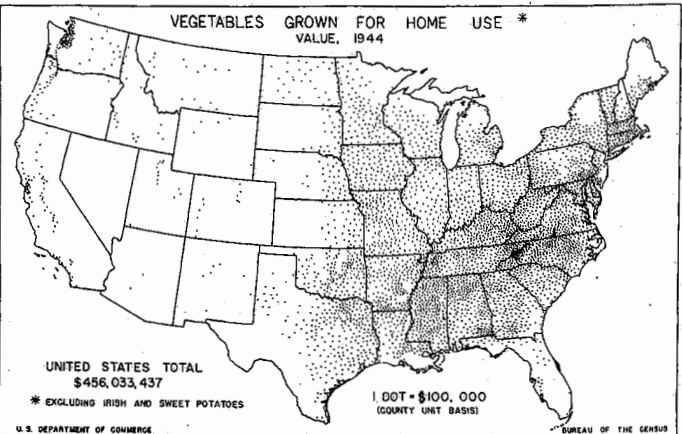 VEGETABLES GROWN FOR HOME USE *
VALUE, 1944
UNITED STATES TOTAL
$456,033,437
* EXCLUDING IRISH AND SWEET POTATOES
1 DOT = $100,000
(COUNTY UNIT BASIS)
U. S. DEPARTMENT OF COMMERCE
BUREAU OF THE CENSUS